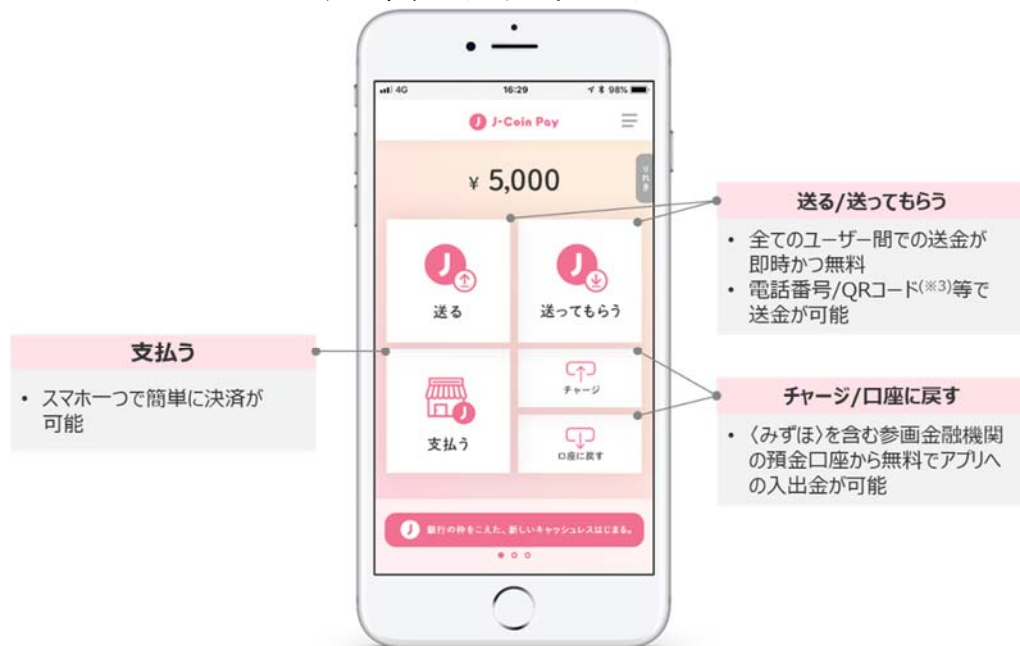 4G 16:29 98%
J-Coin Pay
¥ 5,000
りれき
送る
送ってもらう
支払う
チャージ
口座に戻す
銀行の枠をこえた、新しいキャッシュレスはじまる。
支払う
• スマホ一つで簡単に決済が
可能
送る/送ってもらう
• 全てのユーザー間での送金が
即時かつ無料
• 電話番号/QRコード(※3)等で
送金が可能
チャージ/口座に戻す
• 〈みずほ〉を含む参画金融機関
の預金口座から無料でアプリへ
の入出金が可能